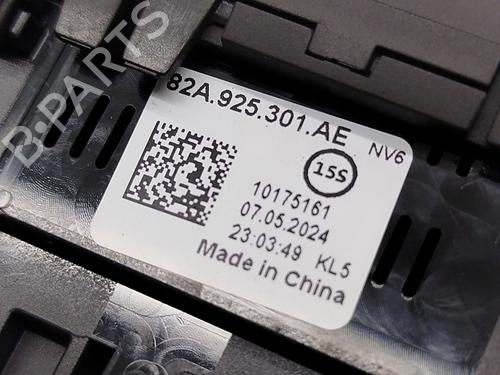 B-PARTS
82A.925.301.AE NV6
15S
10175161
07.05.2024
23:03:49 KL5
Made in China